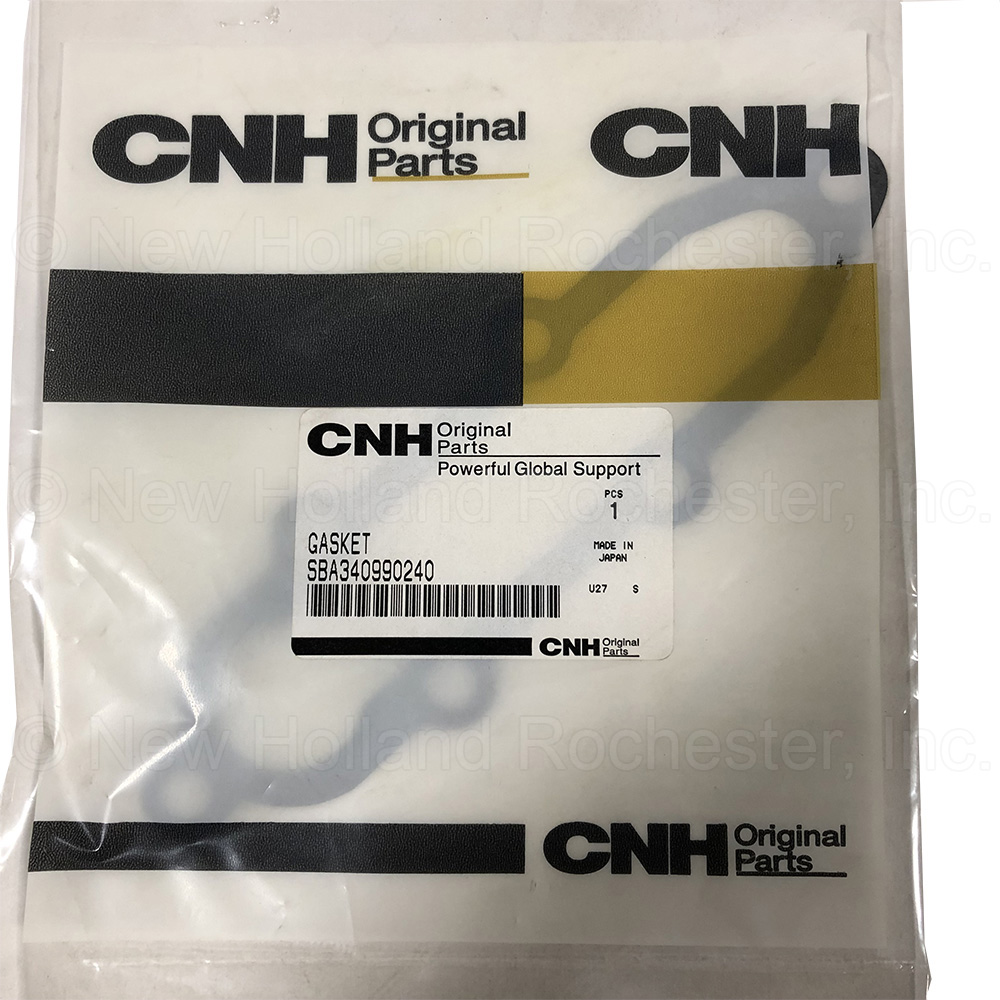 CNH Original Parts
CNH
© New Holland Rochester, Inc.
CNH Original Parts
Powerful Global Support
PCS
1
© New Holland Rochester, Inc.
GASKET
MADE IN
JAPAN
SBA340990240
U27 S
CNH Original Parts
© New Holland Rochester, Inc.
CNH Original Parts